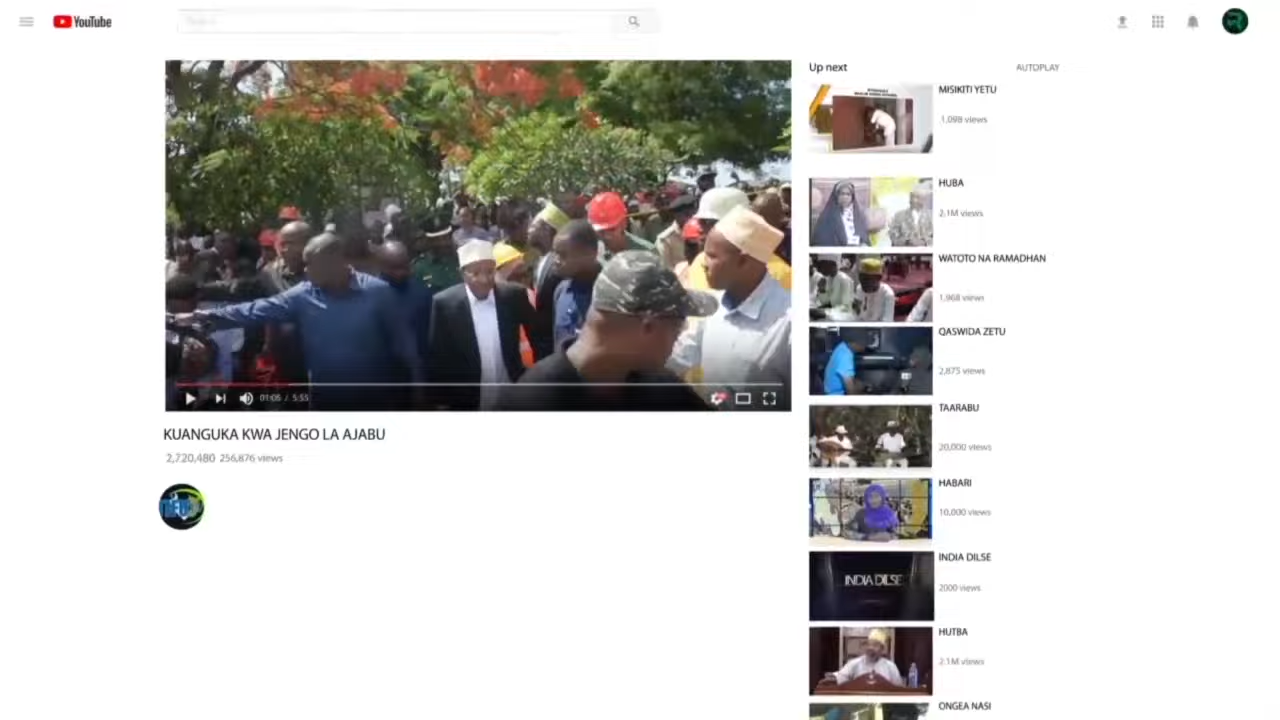 YouTube
01:05 / 5:55
KUANGUKA KWA JENGO LA AJABU
2,720,480 256,876 views
Up next
AUTOPLAY
MISIKITI YETU
1,098 views
HUBA
2.1M views
WATOTO NA RAMADHAN
1,968 views
QASWIDA ZETU
2,875 views
TAARABU
20,000 views
HABARI
10,000 views
INDIA DILSE
INDIA DILSE
2000 views
HUTBA
2.1M views
ONGEA NASI